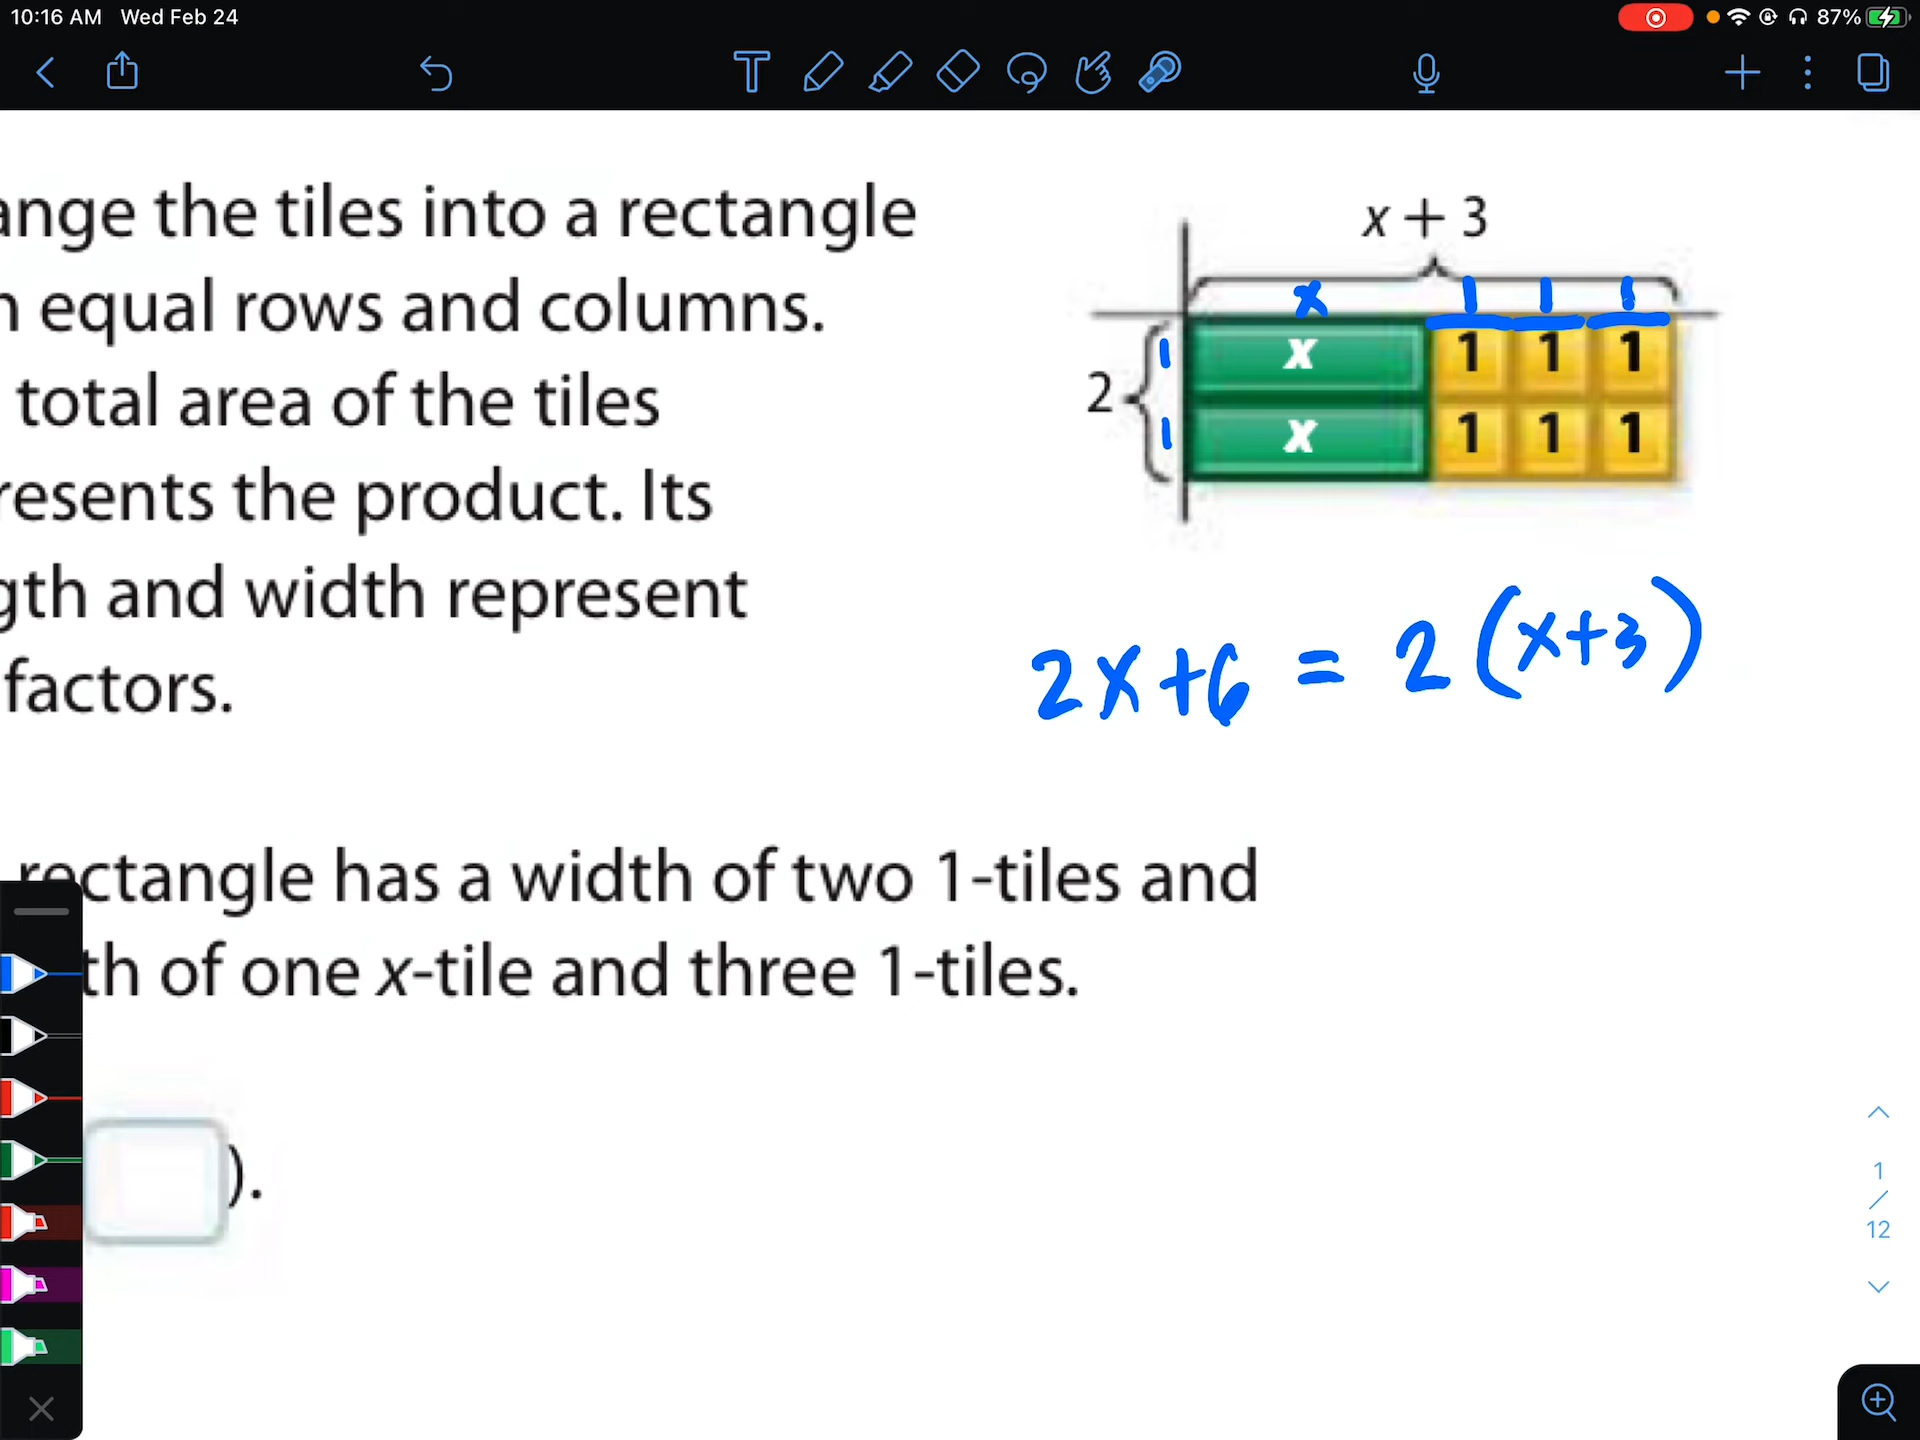 10:16 AM Wed Feb 24
87%
ange the tiles into a rectangle
equal rows and columns.
total area of the tiles
resents the product. Its
gth and width represent
factors.
x + 3
x 1 1 1
1 x 1 1 1
2
1 x 1 1 1
2x+6 = 2(x+3)
rectangle has a width of two 1-tiles and
th of one x-tile and three 1-tiles.
).
1
/
12